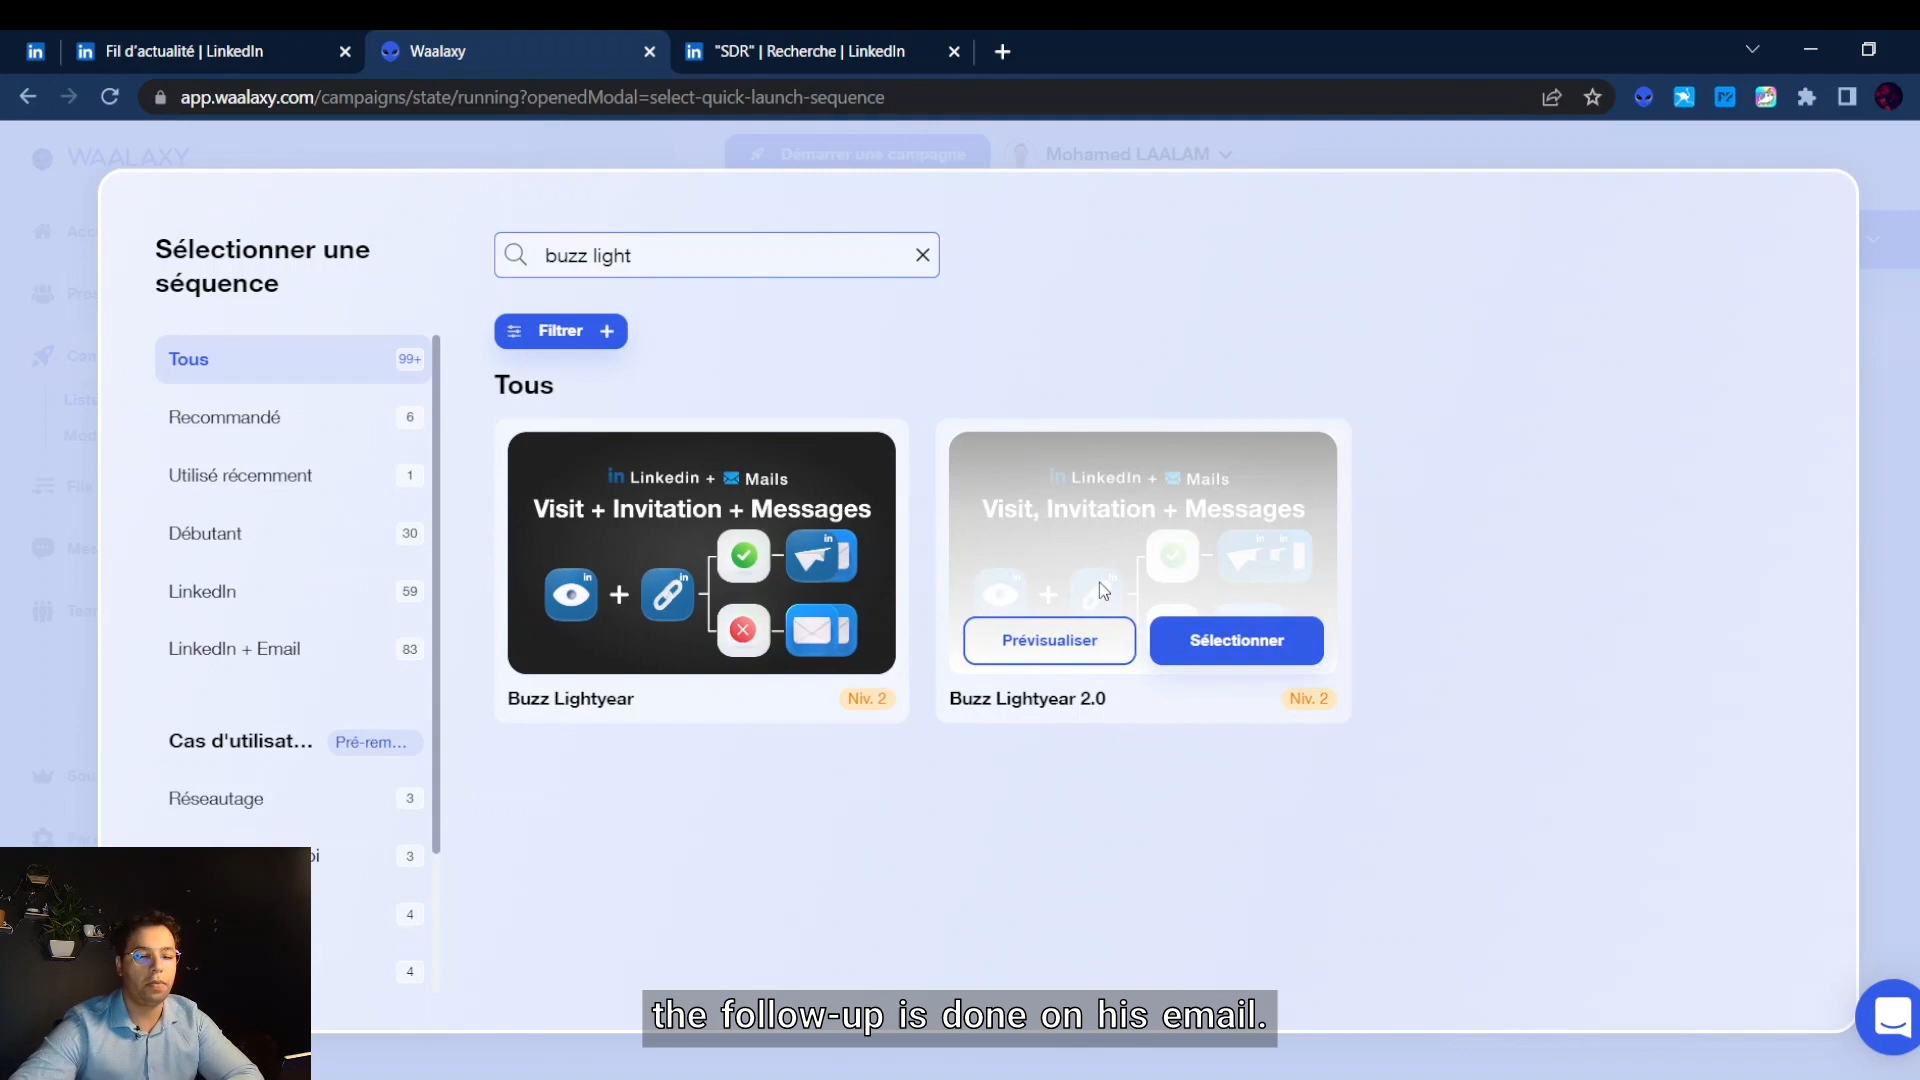 Fil d'actualité | LinkedIn
Waalaxy
"SDR" | Recherche | LinkedIn
app.waalaxy.com/campaigns/state/running?openedModal=select-quick-launch-sequence
WAALAXY
Démarrer une campagne
Mohamed LAALAM
Sélectionner une
séquence
buzz light
Filtrer
Tous
99+
Tous
Recommandé
6
Utilisé récemment
1
Débutant
30
LinkedIn
59
LinkedIn + Email
83
Cas d'utilisat...
Pré-rem...
Réseautage
3
3
4
4
LinkedIn + Mails
Visit + Invitation + Messages
Buzz Lightyear
Niv. 2
LinkedIn + Mails
Visit, Invitation + Messages
Prévisualiser
Sélectionner
Buzz Lightyear 2.0
Niv. 2
the follow-up is done on his email.